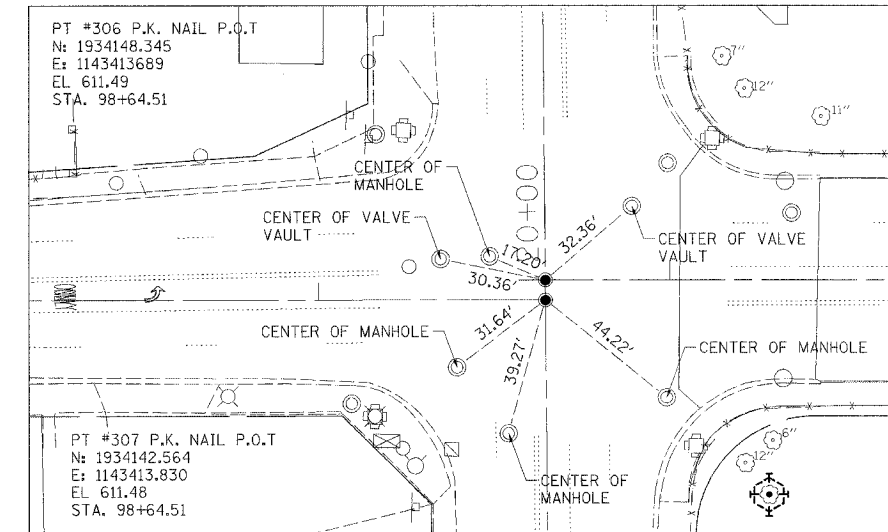 PT #306 P.K. NAIL P.O.T
N: 1934148.345
E: 1143413689
EL 611.49
STA. 98+64.51
7"
12"
11"
CENTER OF
MANHOLE
CENTER OF VALVE
VAULT
17.20'
32.36'
CENTER OF VALVE
VAULT
30.36'
31.64'
CENTER OF MANHOLE
39.27'
44.22'
CENTER OF MANHOLE
PT #307 P.K. NAIL P.O.T
N: 1934142.564
E: 1143413.830
EL 611.48
STA. 98+64.51
CENTER OF
MANHOLE
6"
12"